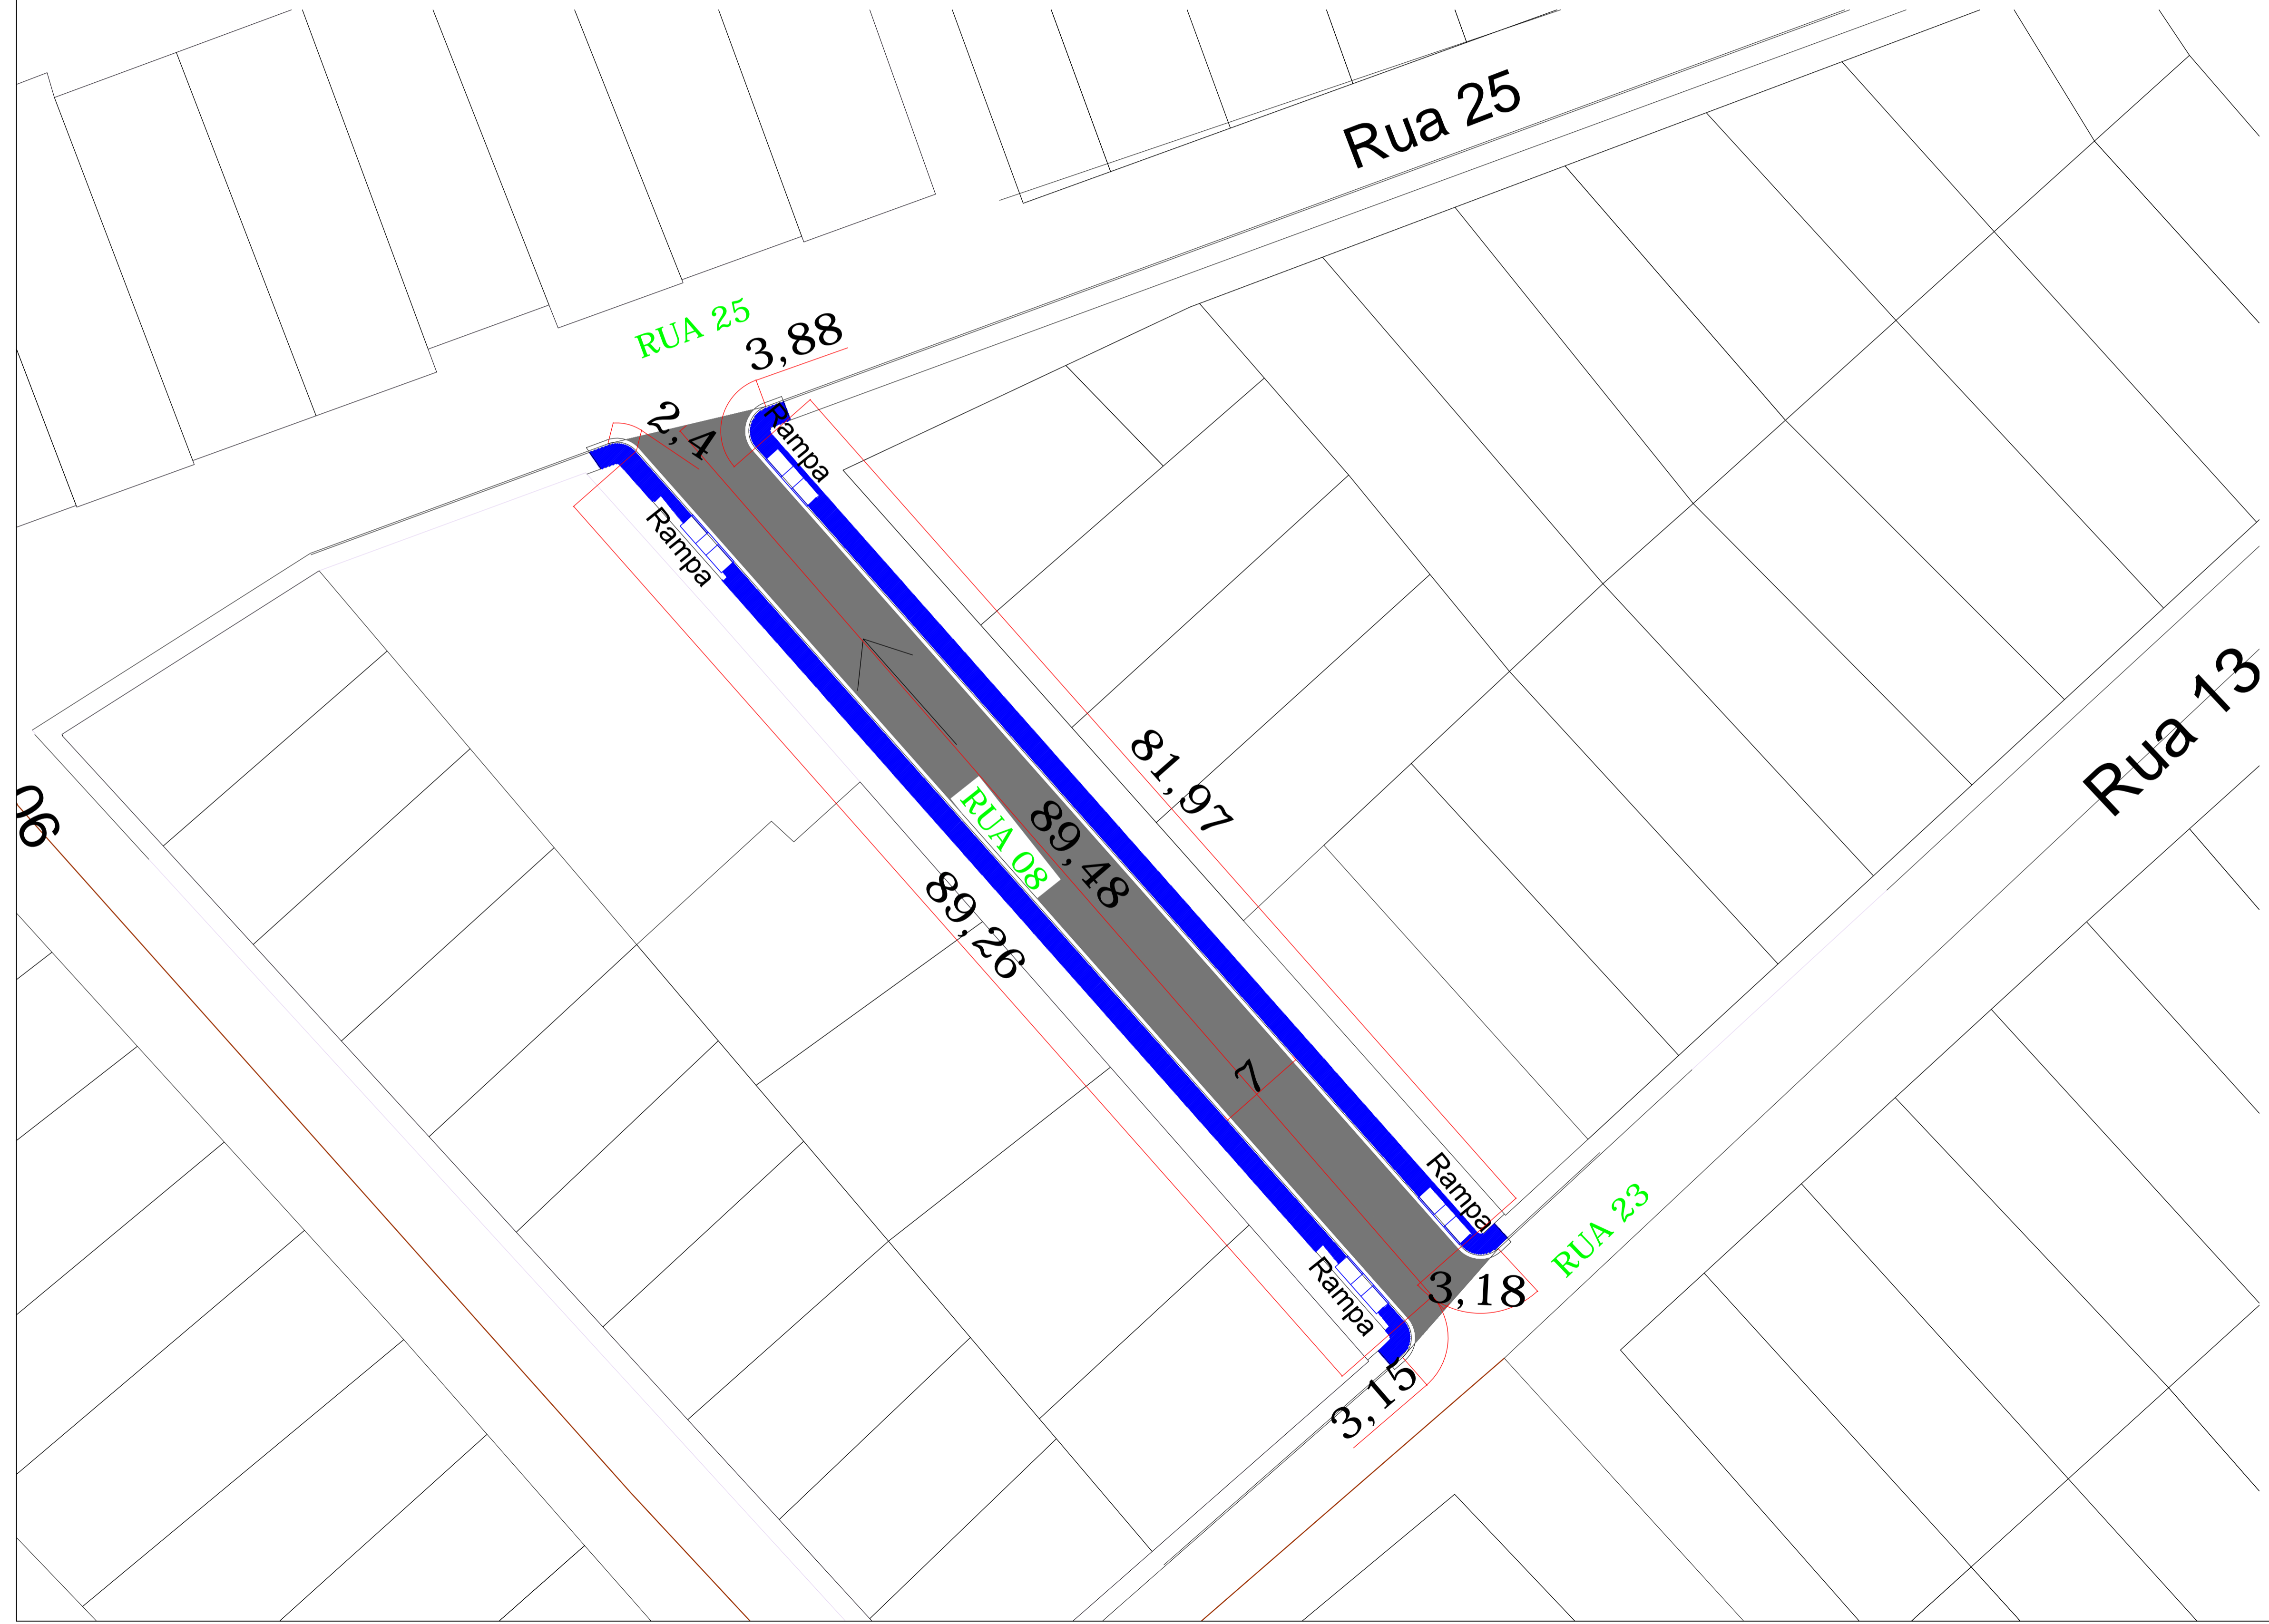 Rua 25
RUA 25
3,88
2,4
Rampa
Rampa
Rua 13
81,97
06
RUA 08
89,48
89,26
7
Rampa
RUA 23
Rampa
3,18
3,15